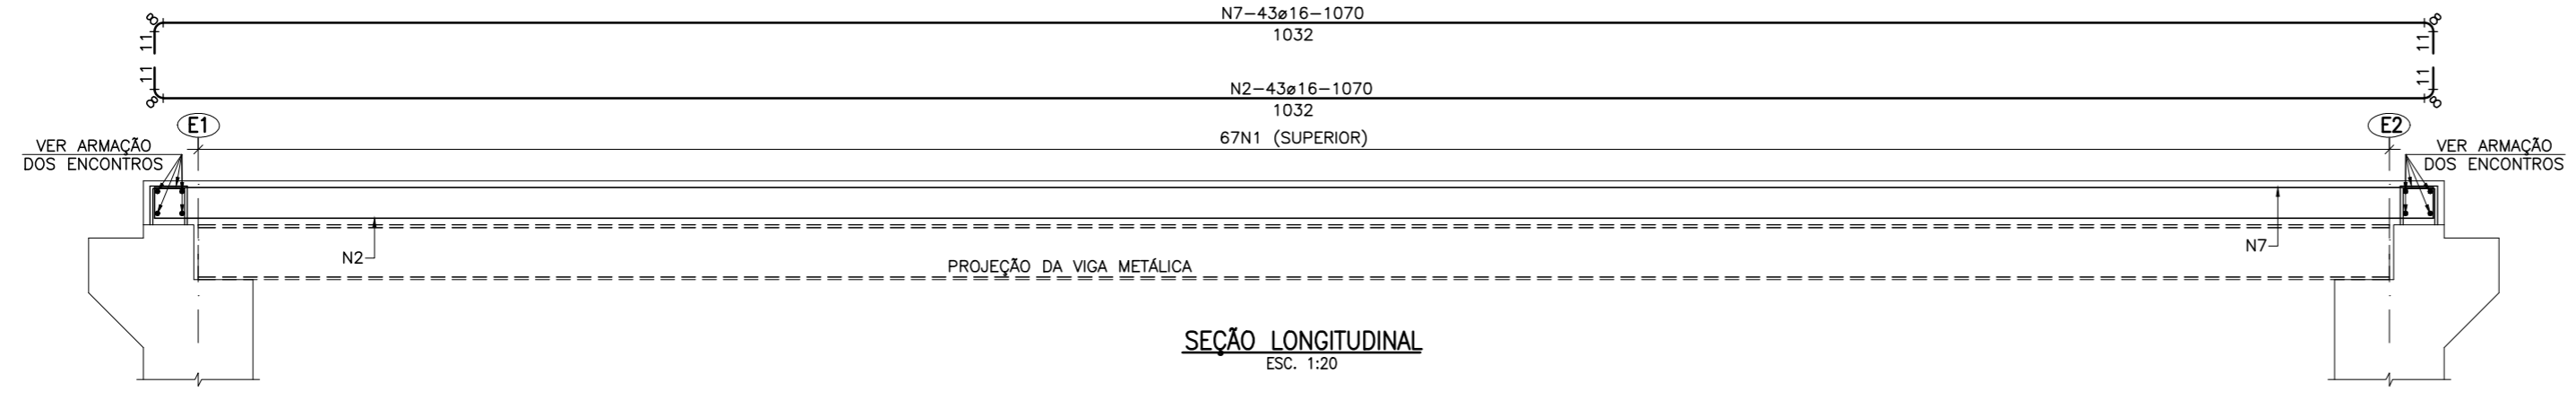 N7-43ø16-1070
8
8
11
1032
11
11
11
N2-43ø16-1070
8
8
1032
E1
E2
67N1 (SUPERIOR)
VER ARMAÇÃO
DOS ENCONTROS
VER ARMAÇÃO
DOS ENCONTROS
N2
N7
PROJEÇÃO DA VIGA METÁLICA
SEÇÃO LONGITUDINAL
ESC. 1:20